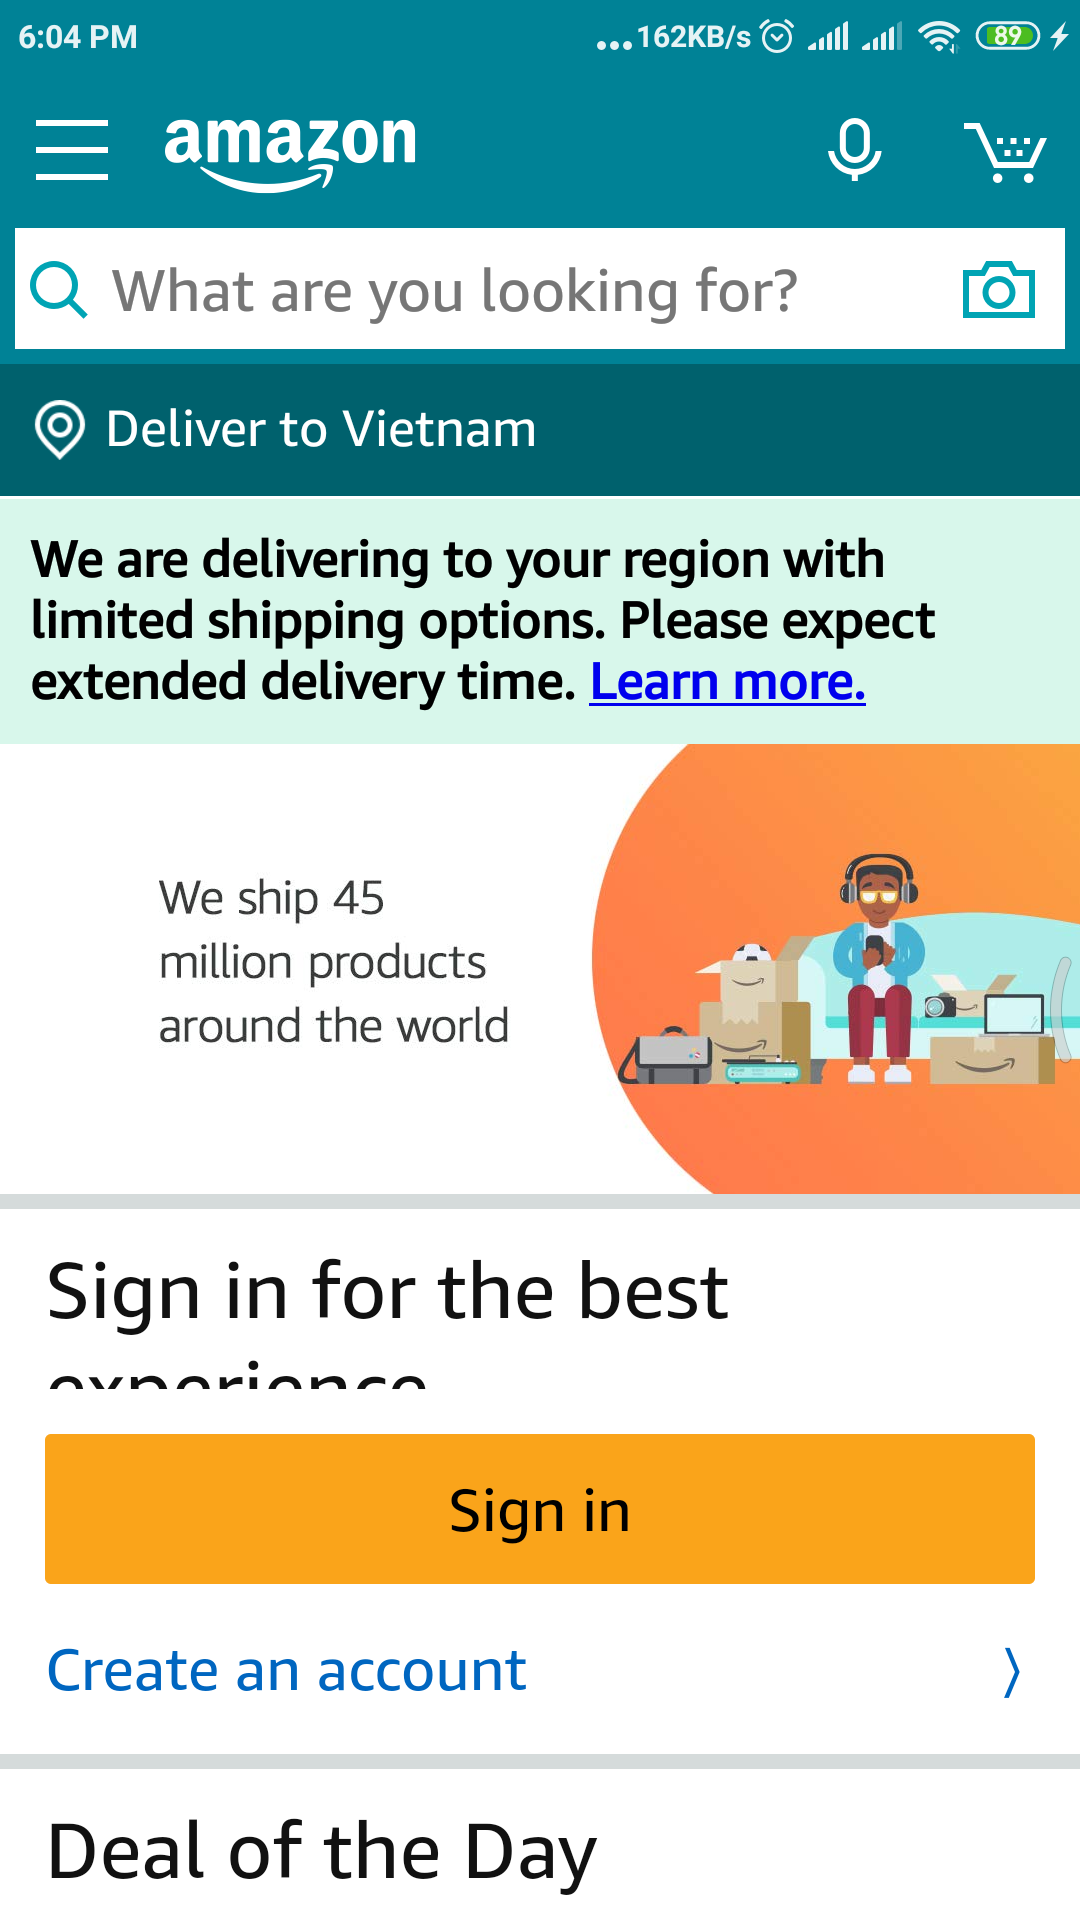 6:04 PM
...162KB/s
89
amazon
What are you looking for?
Deliver to Vietnam
We are delivering to your region with
limited shipping options. Please expect
extended delivery time. Learn more.
We ship 45
million products
around the world
Sign in for the best
experience
Sign in
Create an account
Deal of the Day